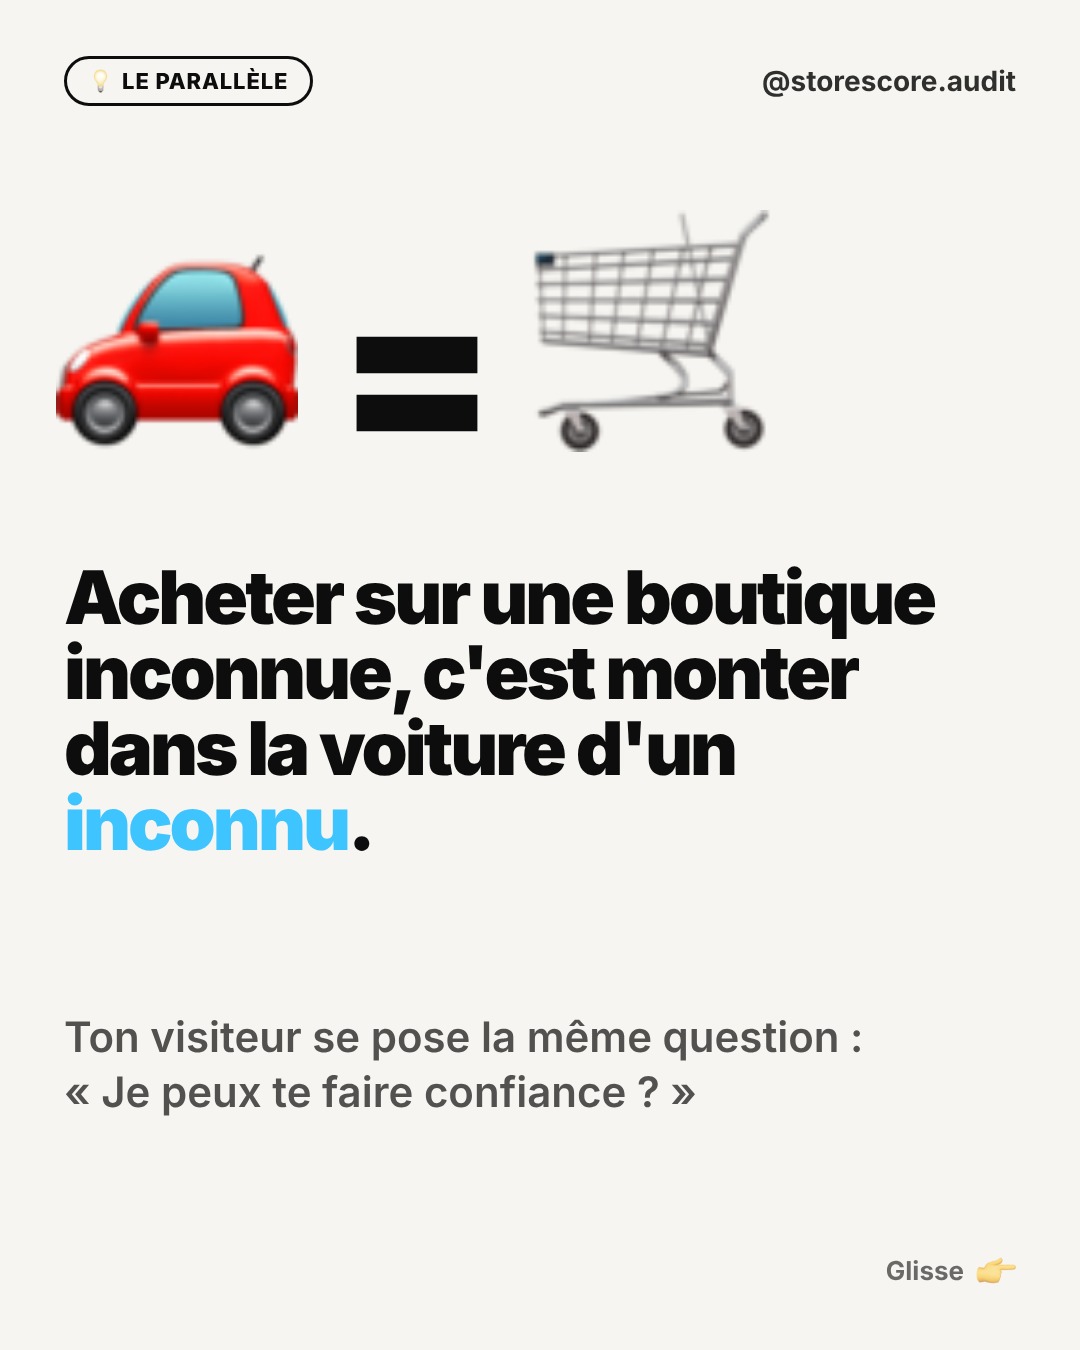 💡 LE PARALLÈLE
@storescore.audit
=
Acheter sur une boutique
inconnue, c'est monter
dans la voiture d'un
inconnu.
Ton visiteur se pose la même question :
« Je peux te faire confiance ? »
Glisse 👉